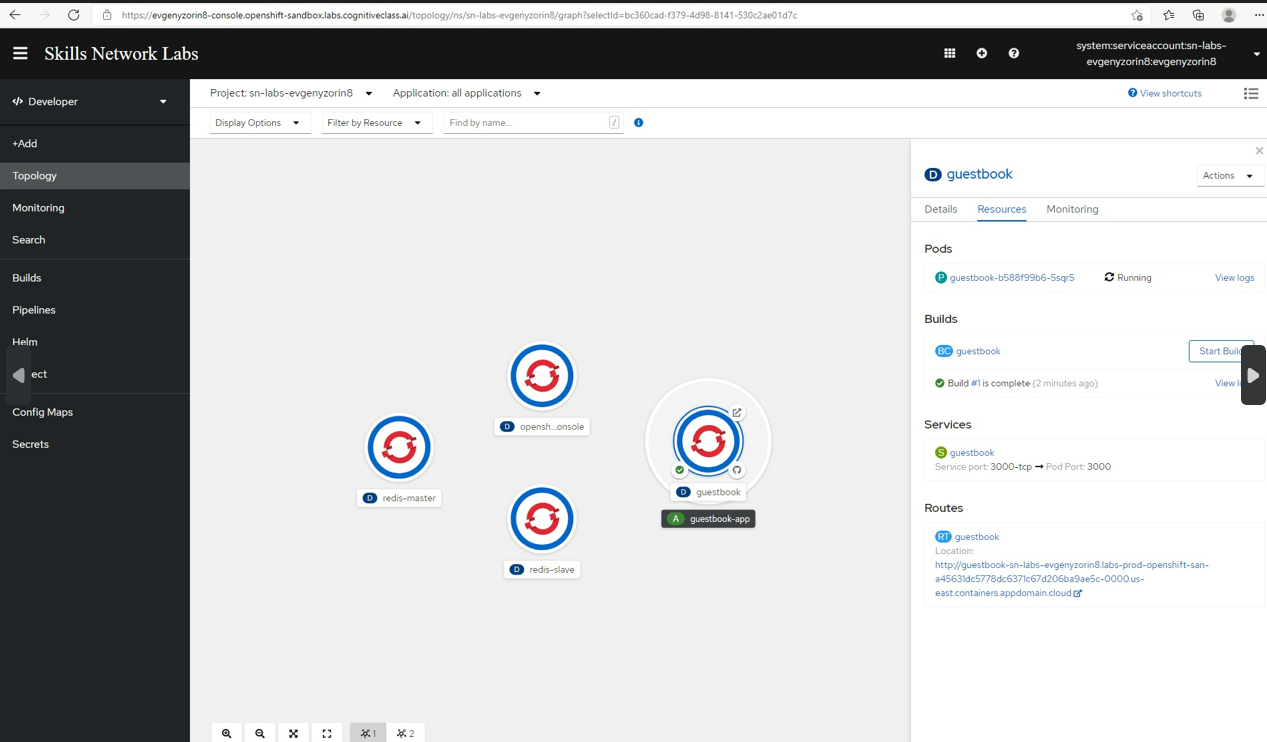 https://evgenyzorin8-console.openshift-sandbox.labs.cognitiveclass.ai/topology/ns/sn-labs-evgenyzorin8/graph?selectId=bc360cad-f379-4d98-8141-530c2ae01d7c
Skills Network Labs
system:serviceaccount:sn-labs-
evgenyzorin8:evgenyzorin8
Developer
Project: sn-labs-evgenyzorin8
Application: all applications
View shortcuts
Display Options
Filter by Resource
Find by name...
/
+Add
Topology
Monitoring
Search
Builds
Pipelines
Helm
ect
Config Maps
Secrets
D opensh...onsole
D redis-master
D redis-slave
D guestbook
A guestbook-app
1
2
D guestbook
Actions
Details
Resources
Monitoring
Pods
P guestbook-b588f99b6-5sqr5
Running
View logs
Builds
BC guestbook
Start Buil
Build #1 is complete (2 minutes ago)
View l
Services
S guestbook
Service port: 3000-tcp → Pod Port: 3000
Routes
RT guestbook
Location:
http://guestbook-sn-labs-evgenyzorin8.labs-prod-openshift-san-
a45631dc5778dc6371c67d206ba9ae5c-0000.us-
east.containers.appdomain.cloud